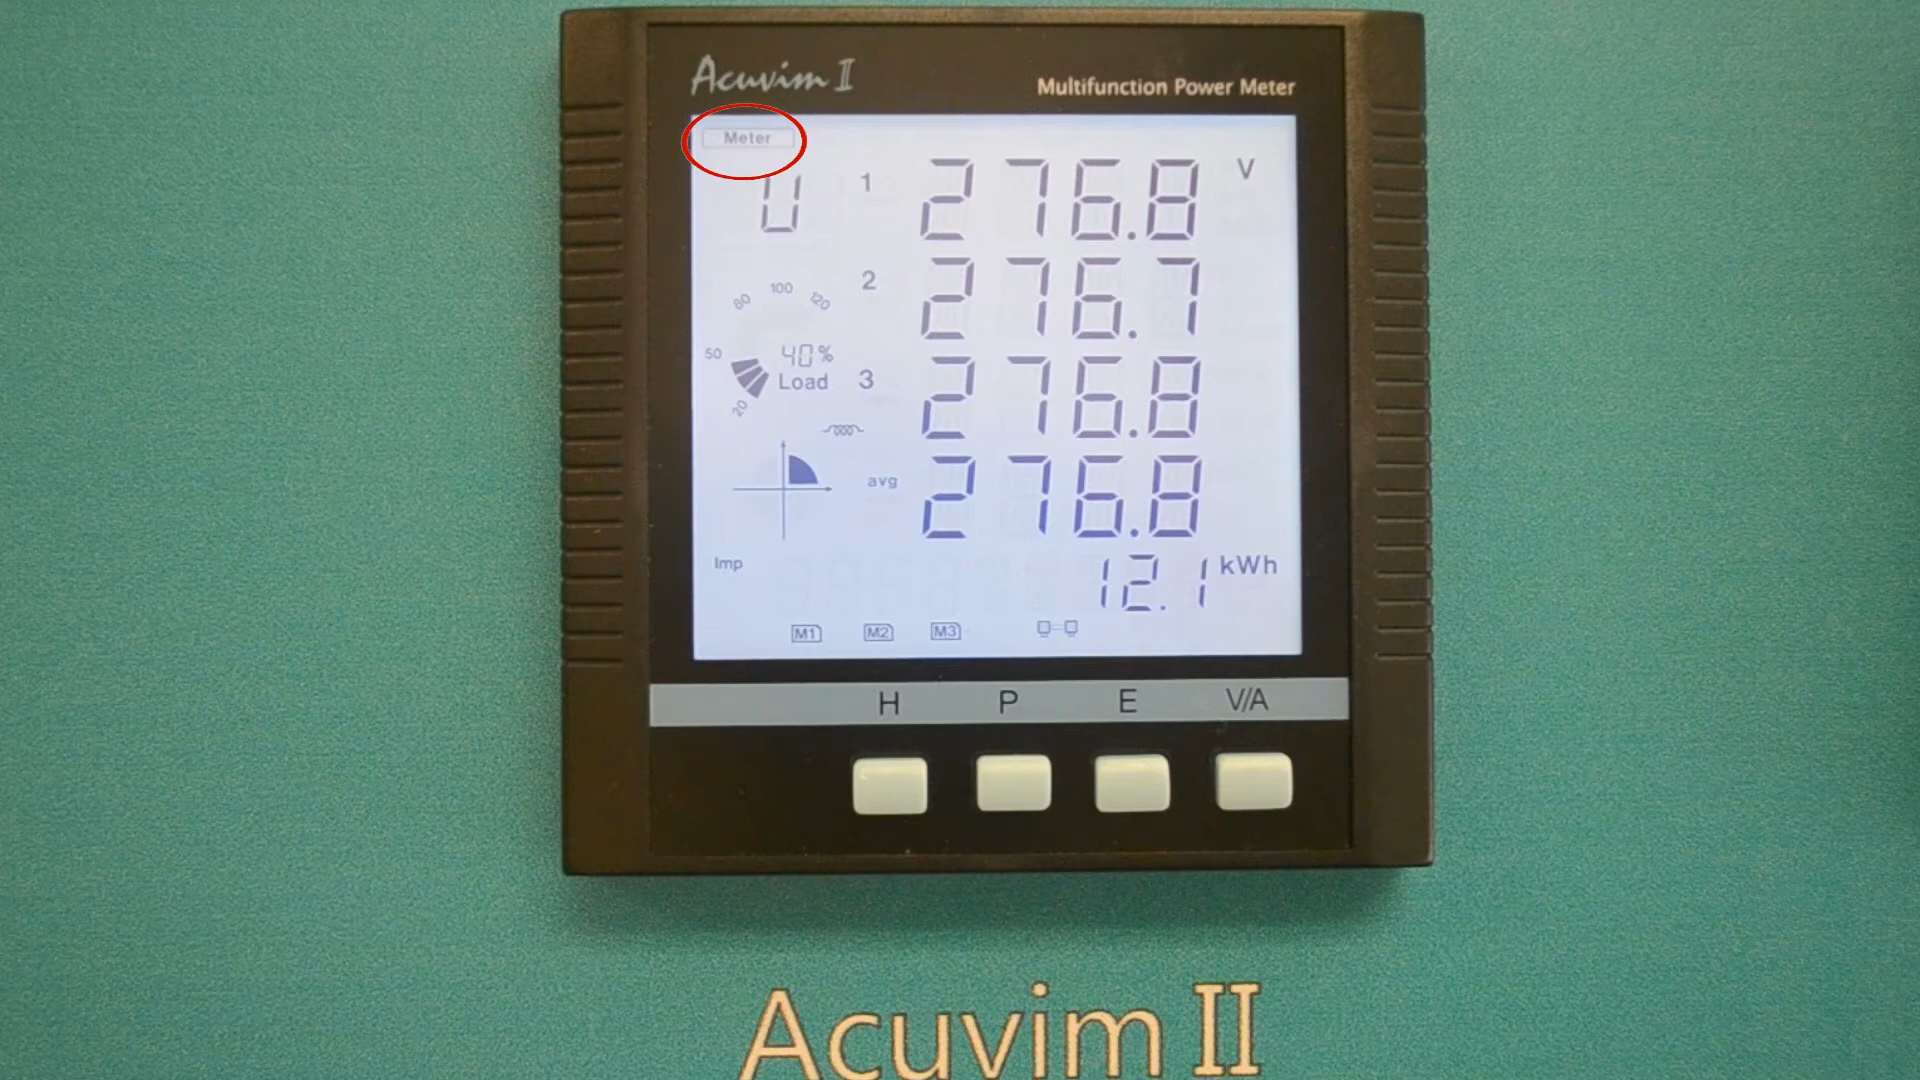 Acuvim II
Multifunction Power Meter
Meter
U 1 276.8 V
2 276.7
80 100 120
50 40% Load
20
3 276.8
avg 276.8
Imp 12.1 kWh
M1 M2 M3
H P E V/A
Acuvim II